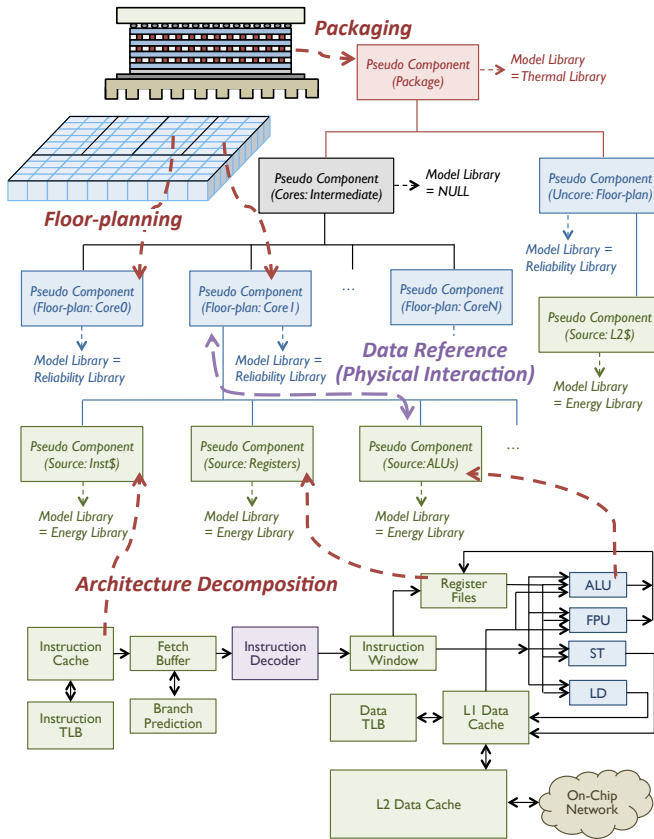 Packaging
Pseudo Component
(Package)
Model Library
= Thermal Library
Pseudo Component
(Cores: Intermediate)
Model Library
= NULL
Pseudo Component
(Uncore: Floor-plan)
Floor-planning
Model Library =
Reliability Library
Pseudo Component
(Floor-plan: Core0)
Pseudo Component
(Floor-plan: Core1)
...
Pseudo Component
(Floor-plan: CoreN)
Pseudo Component
(Source: L2$)
Model Library =
Reliability Library
Model Library =
Reliability Library
Data Reference
(Physical Interaction)
Model Library
= Energy Library
Pseudo Component
(Source: Inst$)
Pseudo Component
(Source: Registers)
Pseudo Component
(Source: ALUs)
...
Model Library
= Energy Library
Model Library
= Energy Library
Model Library
= Energy Library
Architecture Decomposition
Register
Files
ALU
FPU
ST
LD
Instruction
Cache
Fetch
Buffer
Instruction
Decoder
Instruction
Window
Instruction
TLB
Branch
Prediction
Data
TLB
L1 Data
Cache
L2 Data Cache
On-Chip
Network